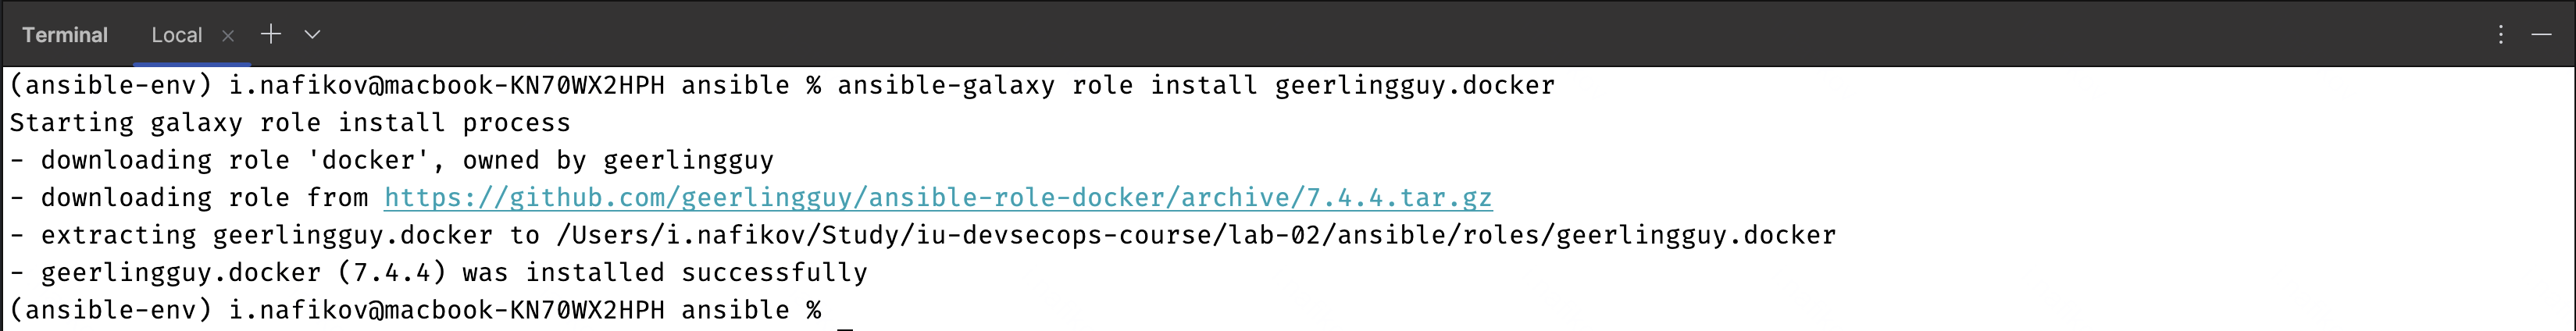 Terminal Local
(ansible-env) i.nafikov@macbook-KN70WX2HPH ansible % ansible-galaxy role install geerlingguy.docker
Starting galaxy role install process
- downloading role 'docker', owned by geerlingguy
- downloading role from https://github.com/geerlingguy/ansible-role-docker/archive/7.4.4.tar.gz
- extracting geerlingguy.docker to /Users/i.nafikov/Study/iu-devsecops-course/lab-02/ansible/roles/geerlingguy.docker
- geerlingguy.docker (7.4.4) was installed successfully
(ansible-env) i.nafikov@macbook-KN70WX2HPH ansible %